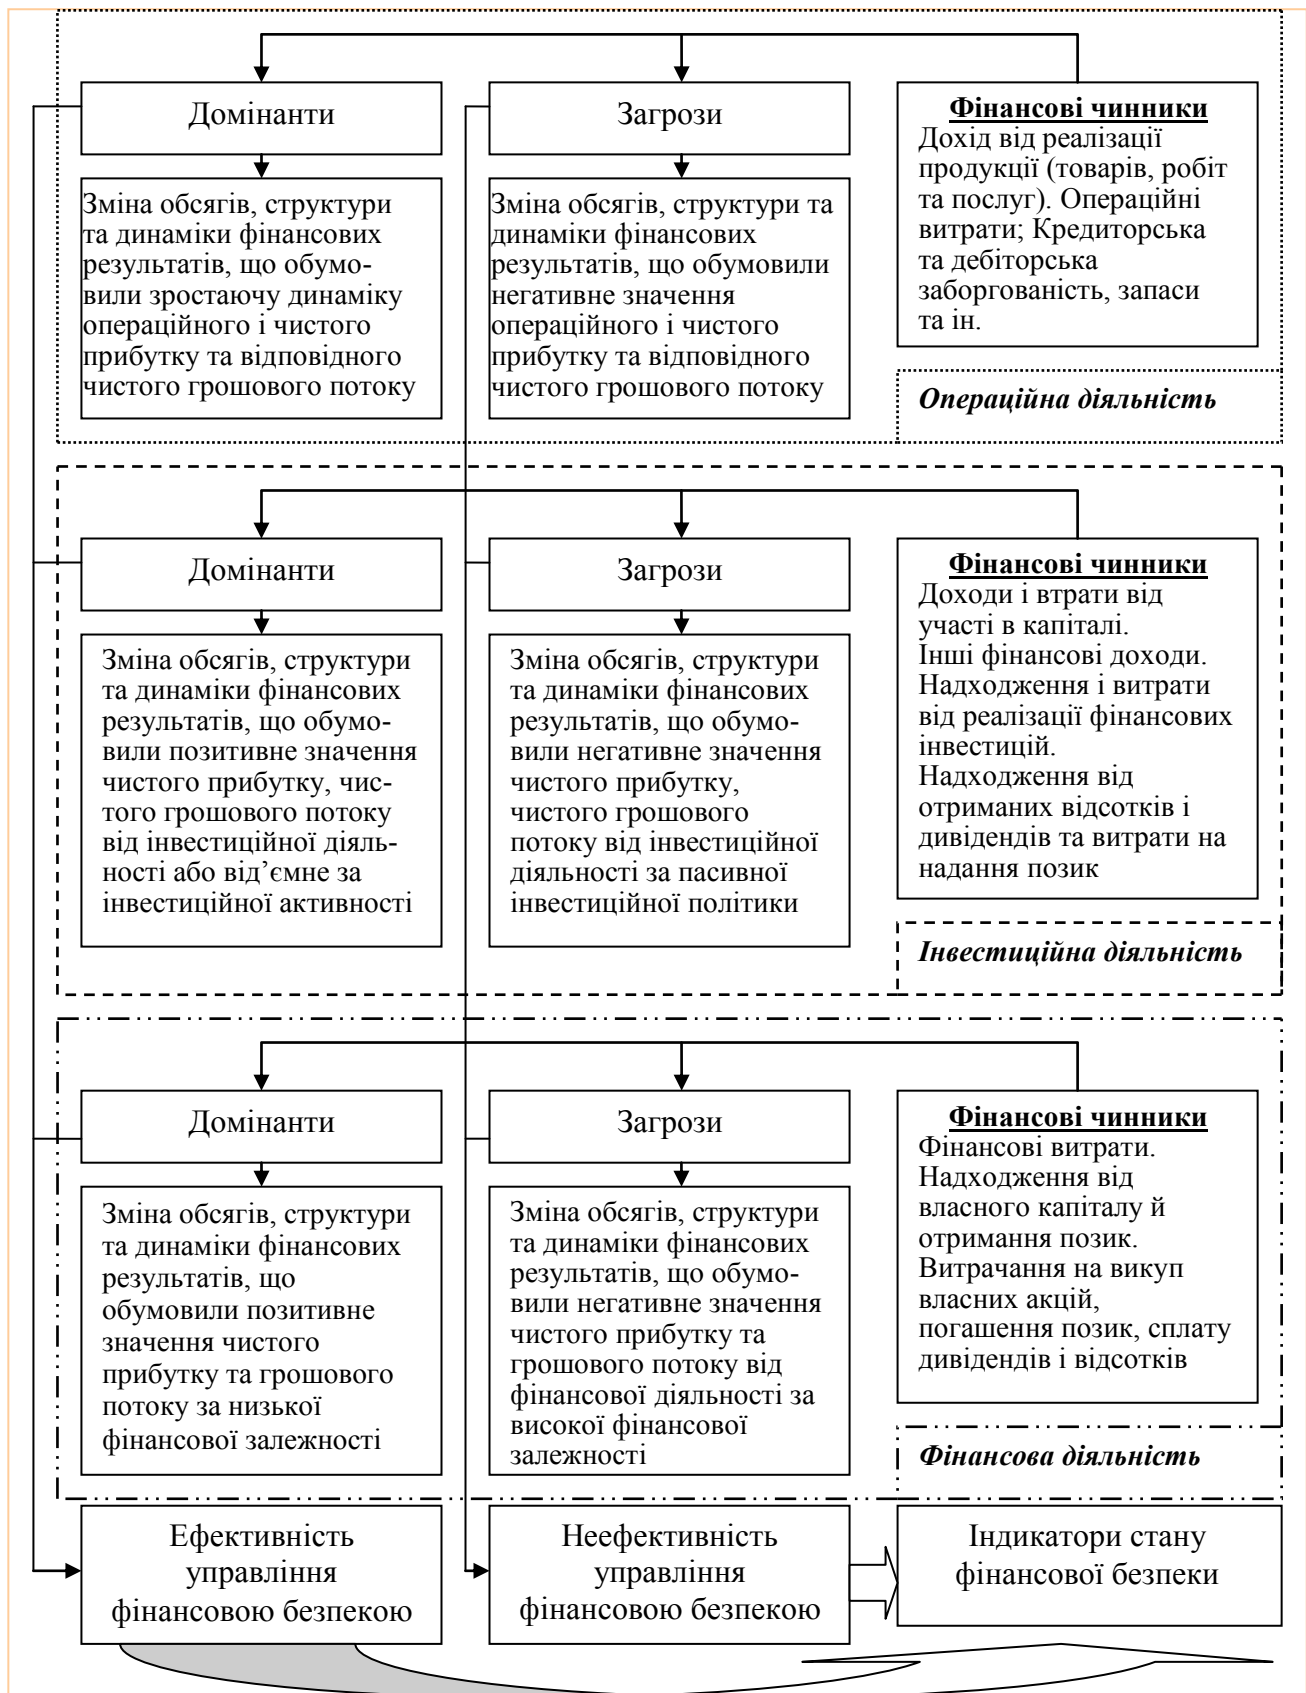 Домінанти
Зміна обсягів, структури
та динаміки фінансових
результатів, що обумо-
вили зростаючу динаміку
операційного і чистого
прибутку та відповідного
чистого грошового потоку
Загрози
Зміна обсягів, структури та
динаміки фінансових
результатів, що обумовили
негативне значення
операційного і чистого
прибутку та відповідного
чистого грошового потоку
Фінансові чинники
Дохід від реалізації
продукції (товарів, робіт
та послуг). Операційні
витрати; Кредиторська
та дебіторська
заборгованість, запаси
та ін.
Операційна діяльність
Домінанти
Зміна обсягів, структури
та динаміки фінансових
результатів, що обумо-
вили позитивне значення
чистого прибутку, чис-
того грошового потоку
від інвестиційної діяль-
ності або від’ємне за
інвестиційної активності
Загрози
Зміна обсягів, структури
та динаміки фінансових
результатів, що обумо-
вили негативне значення
чистого прибутку,
чистого грошового
потоку від інвестиційної
діяльності за пасивної
інвестиційної політики
Фінансові чинники
Доходи і втрати від
участі в капіталі.
Інші фінансові доходи.
Надходження і витрати
від реалізації фінансових
інвестицій.
Надходження від
отриманих відсотків і
дивідендів та витрати на
надання позик
Інвестиційна діяльність
Домінанти
Зміна обсягів, структури
та динаміки фінансових
результатів, що
обумовили позитивне
значення чистого
прибутку та грошового
потоку за низької
фінансової залежності
Загрози
Зміна обсягів, структури
та динаміки фінансових
результатів, що обумо-
вили негативне значення
чистого прибутку та
грошового потоку від
фінансової діяльності за
високої фінансової
залежності
Фінансові чинники
Фінансові витрати.
Надходження від
власного капіталу й
отримання позик.
Витрачання на викуп
власних акцій,
погашення позик, сплату
дивідендів і відсотків
Фінансова діяльність
Ефективність
управління
фінансовою безпекою
Неефективність
управління
фінансовою безпекою
Індикатори стану
фінансової безпеки